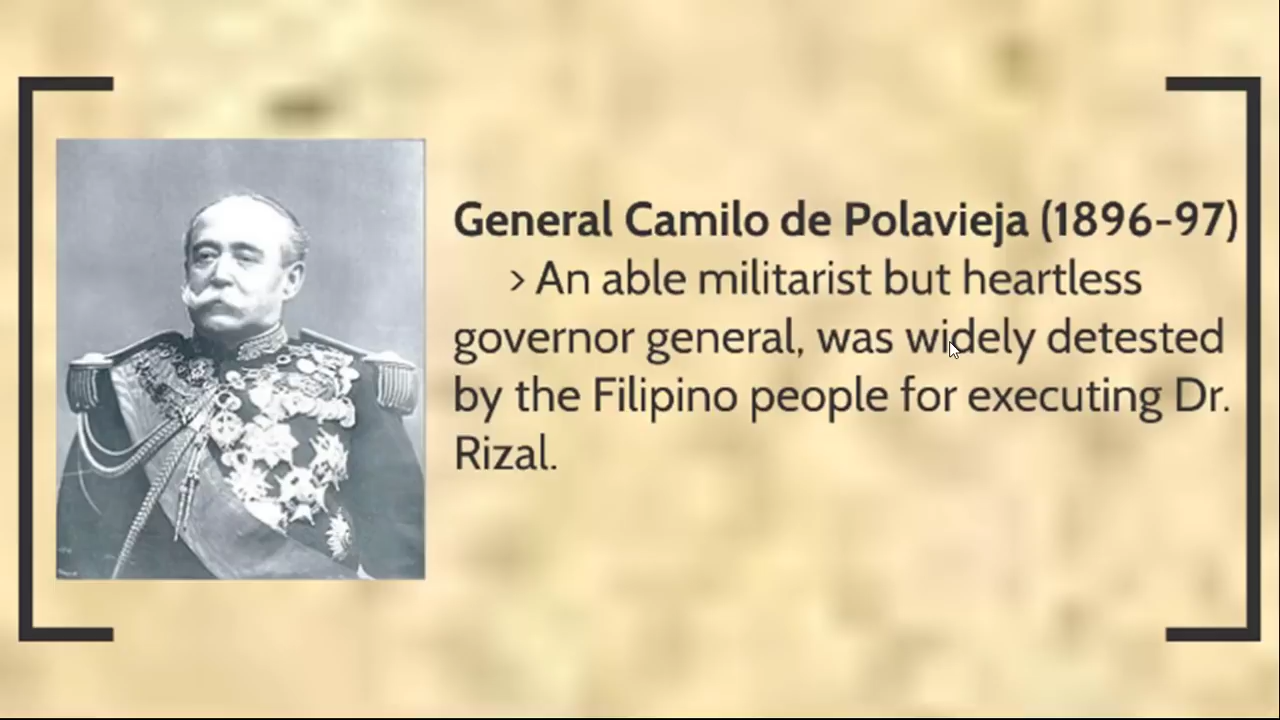 General Camilo de Polavieja (1896-97)
> An able militarist but heartless
governor general, was widely detested
by the Filipino people for executing Dr.
Rizal.